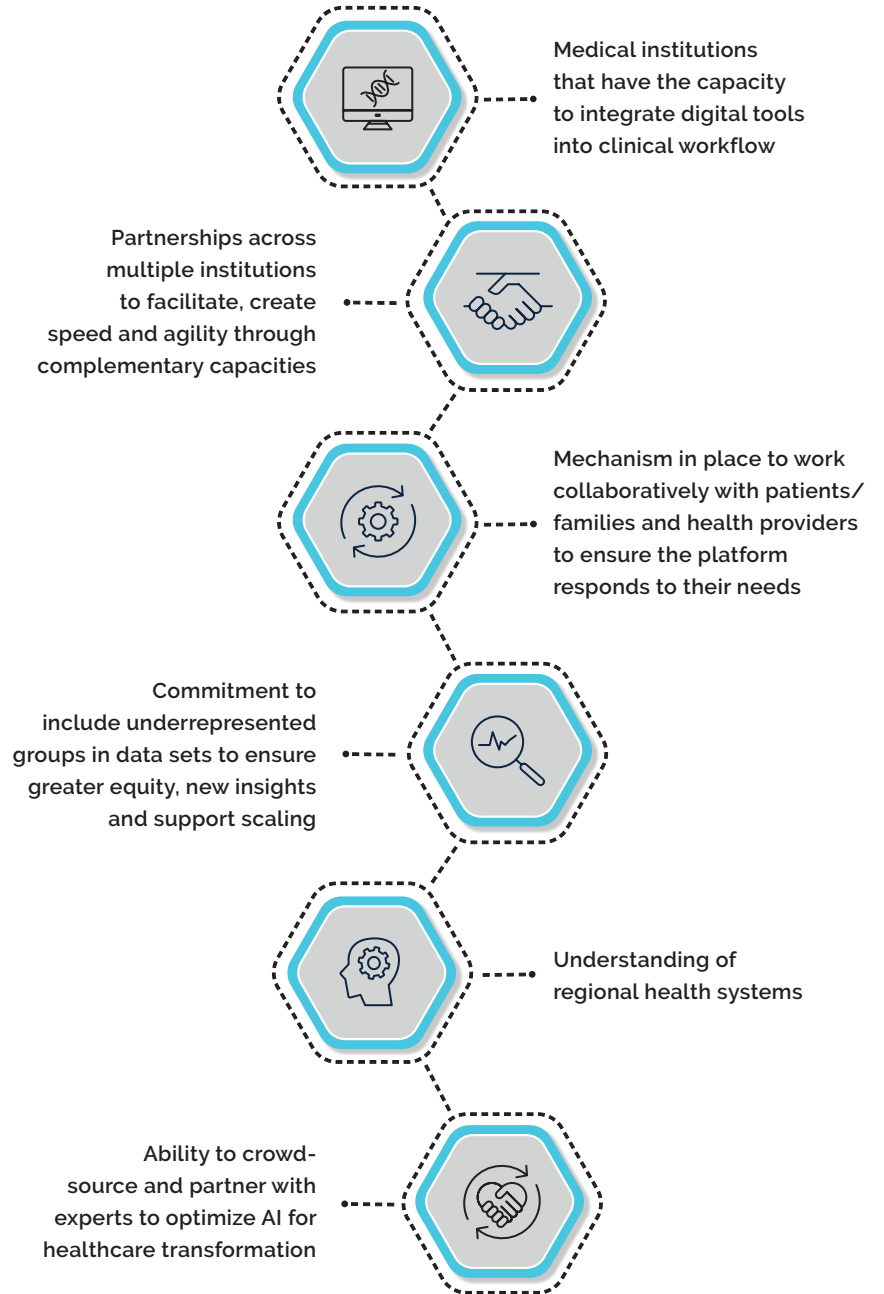 Medical institutions
that have the capacity
to integrate digital tools
into clinical workflow
Partnerships across
multiple institutions
to facilitate, create
speed and agility through
complementary capacities
Mechanism in place to work
collaboratively with patients/
families and health providers
to ensure the platform
responds to their needs
Commitment to
include underrepresented
groups in data sets to ensure
greater equity, new insights
and support scaling
Understanding of
regional health systems
Ability to crowd-
source and partner with
experts to optimize AI for
healthcare transformation